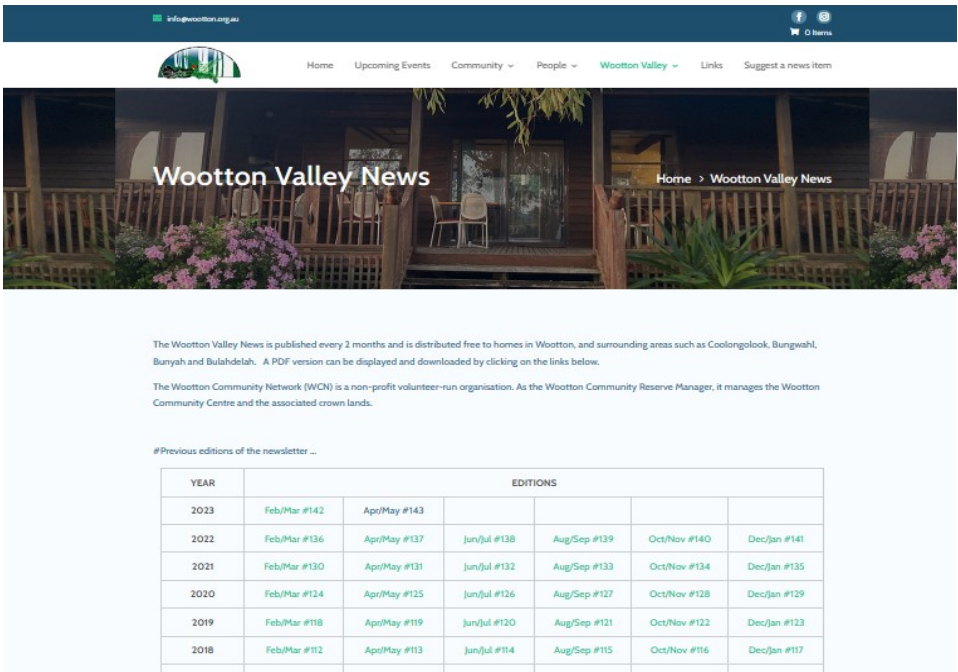 info@wootton.org.au
0 Items
Home Upcoming Events Community People Wootton Valley Links Suggest a news item
Wootton Valley News
Home > Wootton Valley News
The Wootton Valley News is published every 2 months and is distributed free to homes in Wootton, and surrounding areas such as Coolongolook, Bungwahl,
Bunyah and Bulahdelah. A PDF version can be displayed and downloaded by clicking on the links below.
The Wootton Community Network (WCN) is a non-profit volunteer-run organisation. As the Wootton Community Reserve Manager, it manages the Wootton
Community Centre and the associated crown lands.
#Previous editions of the newsletter ...
YEAR EDITIONS
2023 Feb/Mar #142 Apr/May #143
2022 Feb/Mar #136 Apr/May #137 Jun/Jul #138 Aug/Sep #139 Oct/Nov #140 Dec/Jan #141
2021 Feb/Mar #130 Apr/May #131 Jun/Jul #132 Aug/Sep #133 Oct/Nov #134 Dec/Jan #135
2020 Feb/Mar #124 Apr/May #125 Jun/Jul #126 Aug/Sep #127 Oct/Nov #128 Dec/Jan #129
2019 Feb/Mar #118 Apr/May #119 Jun/Jul #120 Aug/Sep #121 Oct/Nov #122 Dec/Jan #123
2018 Feb/Mar #112 Apr/May #113 Jun/Jul #114 Aug/Sep #115 Oct/Nov #116 Dec/Jan #117